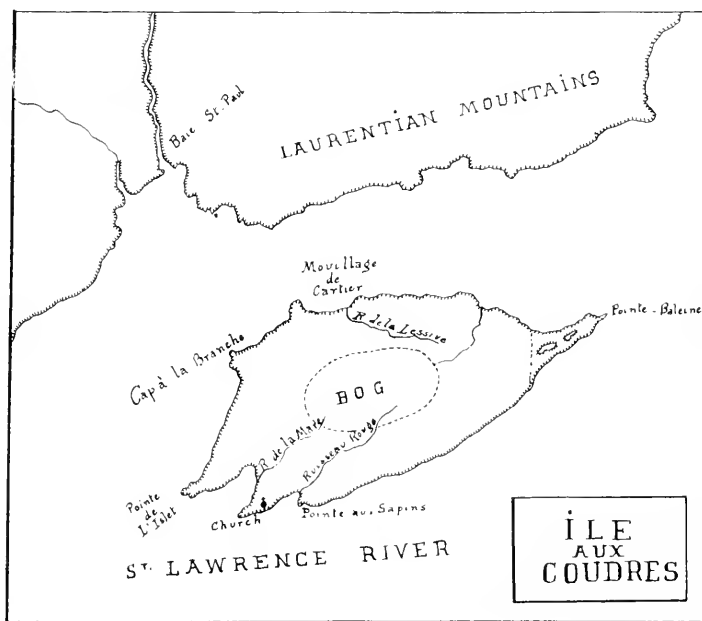 Baie St. Paul
LAURENTIAN MOUNTAINS
Mouillage
de
Cartier
R. de la Lessive
Pointe-Baleine
Cap à la Branche
BOG
R. de la Mare
Ruisseau Rouge
Pointe
de
L'Islet
Church
Pointe aux Sapins
ST. LAWRENCE RIVER
ÎLE
AUX
COUDRES